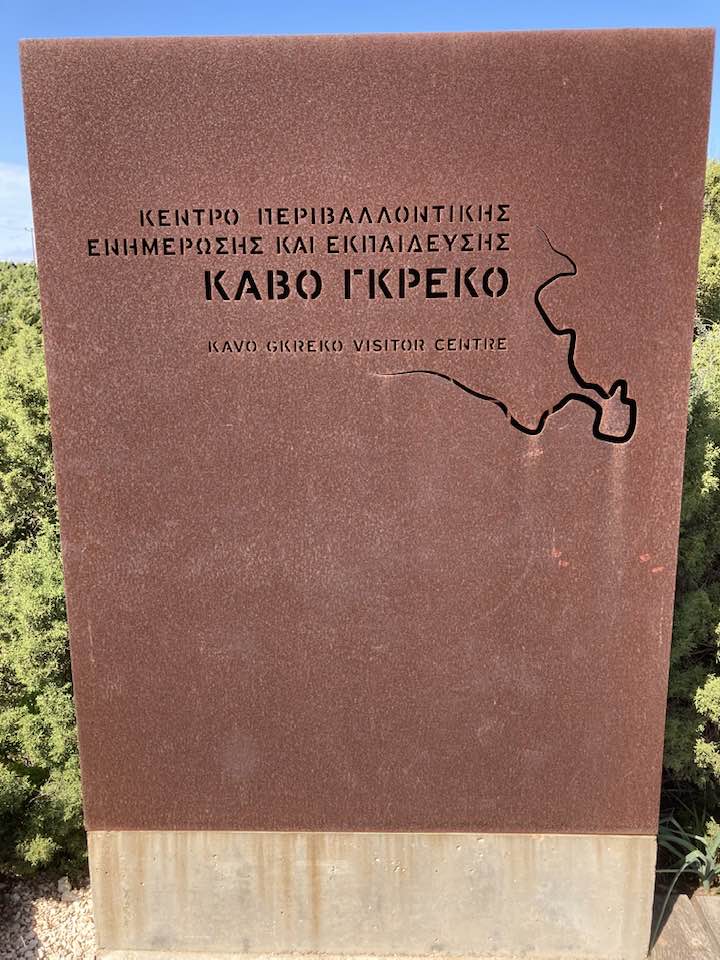 ΚΕΝΤΡΟ ΠΕΡΙΒΑΛΛΟΝΤΙΚΗΣ
ΕΝΗΜΕΡΩΣΗΣ ΚΑΙ ΕΚΠΑΙΔΕΥΣΗΣ
ΚΑΒΟ ΓΚΡΕΚΟ
KAVO GKREKO VISITOR CENTRE